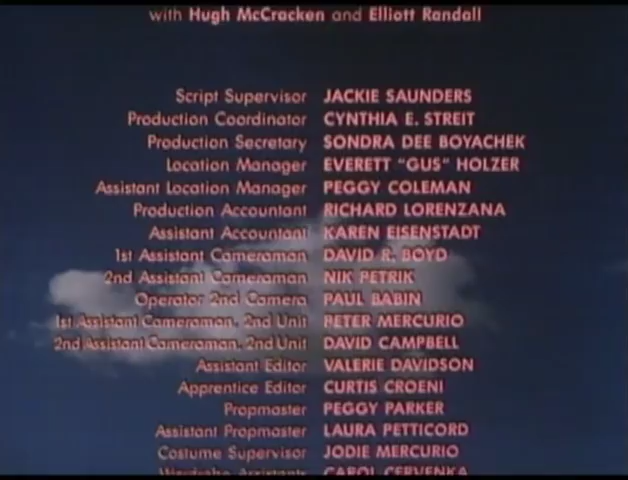 with Hugh McCracken and Elliott Randall
Script Supervisor JACKIE SAUNDERS
Production Coordinator CYNTHIA E. STREIT
Production Secretary SONDRA DEE BOYACHEK
Location Manager EVERETT "GUS" HOLZER
Assistant Location Manager PEGGY COLEMAN
Production Accountant RICHARD LORENZANA
Assistant Accountant KAREN EISENSTADT
1st Assistant Cameraman DAVID R. BOYD
2nd Assistant Cameraman NIK PETRIK
Operator 2nd Camera PAUL BABIN
1st Assistant Cameraman, 2nd Unit PETER MERCURIO
2nd Assistant Cameraman, 2nd Unit DAVID CAMPBELL
Assistant Editor VALERIE DAVIDSON
Apprentice Editor CURTIS CROENI
Propmaster PEGGY PARKER
Assistant Propmaster LAURA PETTICORD
Costume Supervisor JODIE MERCURIO
Wardrobe Assistants CAROL CERVENKA